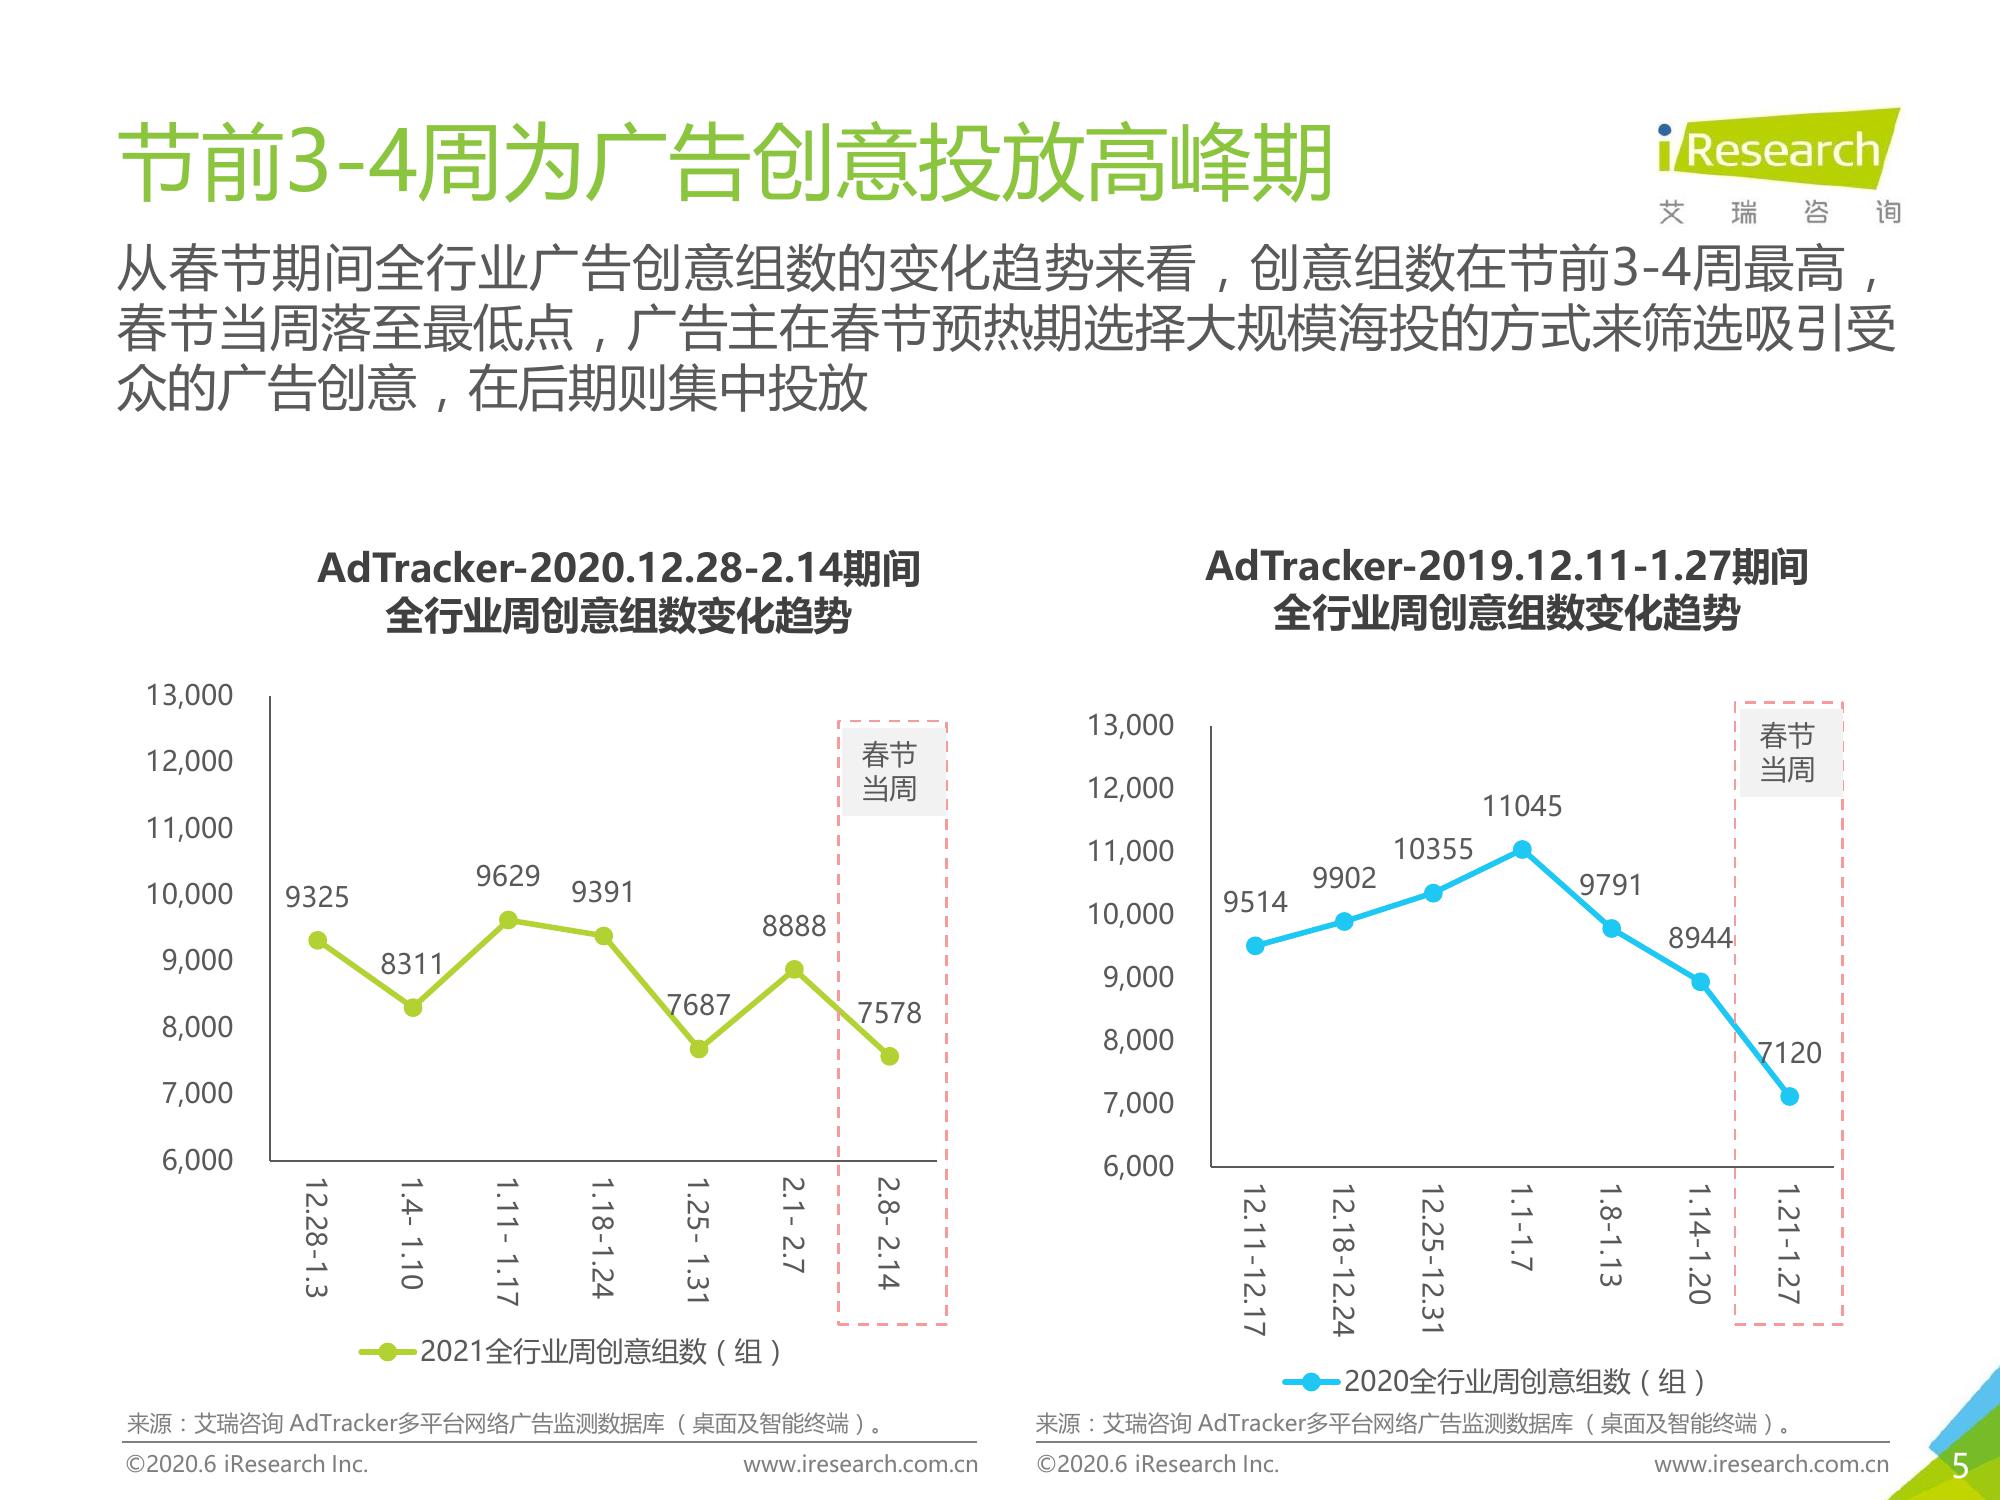 节前3-4周为广告创意投放高峰期
iResearch
艾瑞咨询
从春节期间全行业广告创意组数的变化趋势来看，创意组数在节前3-4周最高，
春节当周落至最低点，广告主在春节预热期选择大规模海投的方式来筛选吸引受
众的广告创意，在后期则集中投放
AdTracker-2020.12.28-2.14期间
全行业周创意组数变化趋势
13,000
12,000
11,000
10,000
9,000
8,000
7,000
6,000
春节
当周
9325
8311
9629
9391
7687
8888
7578
12.28-1.3
1.4- 1.10
1.11- 1.17
1.18-1.24
1.25- 1.31
2.1- 2.7
2.8- 2.14
2021全行业周创意组数（组）
来源：艾瑞咨询 AdTracker多平台网络广告监测数据库（桌面及智能终端）。
©2020.6 iResearch Inc.
www.iresearch.com.cn
AdTracker-2019.12.11-1.27期间
全行业周创意组数变化趋势
13,000
12,000
11,000
10,000
9,000
8,000
7,000
6,000
春节
当周
9514
9902
10355
11045
9791
8944
7120
12.11-12.17
12.18-12.24
12.25-12.31
1.1-1.7
1.8-1.13
1.14-1.20
1.21-1.27
2020全行业周创意组数（组）
来源：艾瑞咨询 AdTracker多平台网络广告监测数据库（桌面及智能终端）。
©2020.6 iResearch Inc.
www.iresearch.com.cn
5